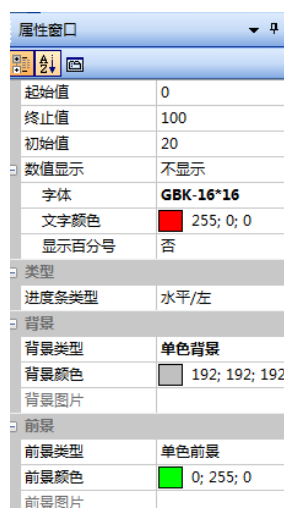 属性窗口
起始值 0
终止值 100
初始值 20
数值显示 不显示
字体 GBK-16*16
文字颜色 255; 0; 0
显示百分号 否
类型
进度条类型 水平/左
背景
背景类型 单色背景
背景颜色 192; 192; 192
背景图片
前景
前景类型 单色前景
前景颜色 0; 255; 0
前景图片